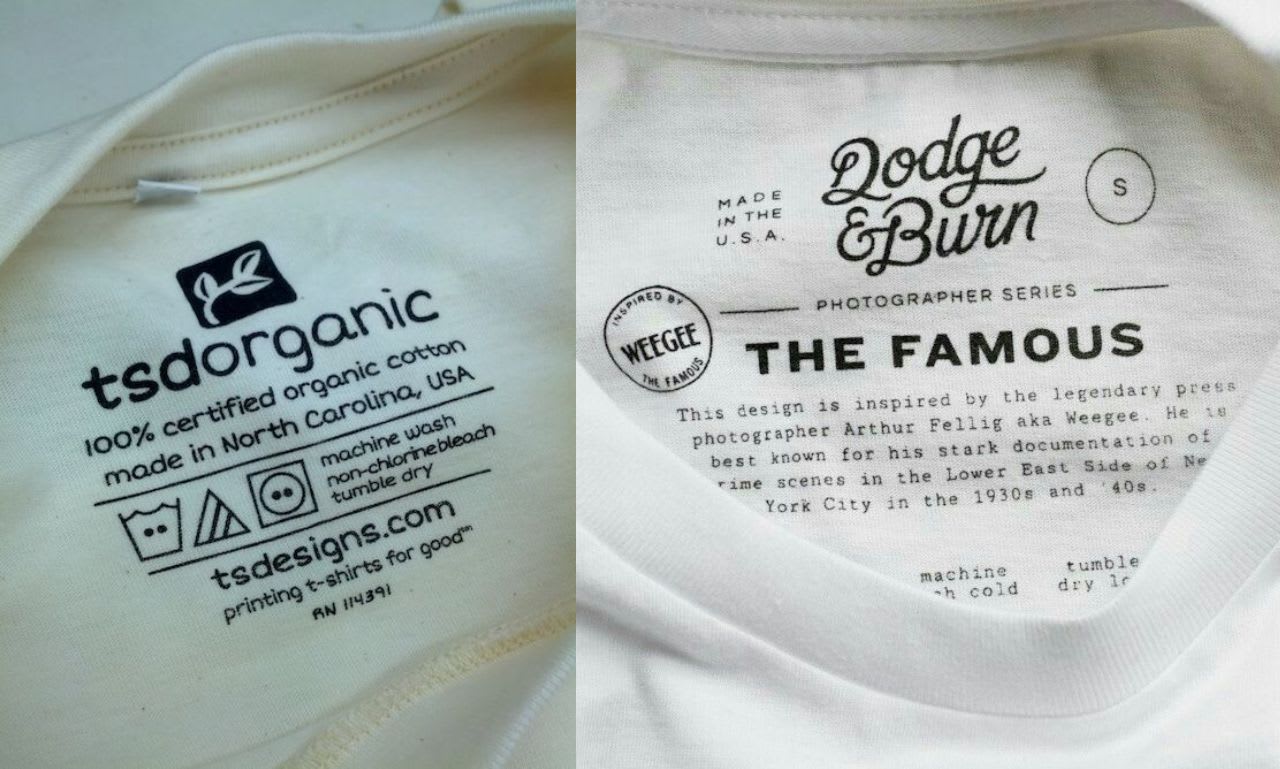 tsdorganic
100% certified organic cotton
made in North Carolina, USA
machine wash
non-chlorine bleach
tumble dry
tsdesigns.com
printing t-shirts for good℠
RN 114391
MADE
IN THE
U.S.A.
Dodge
& Burn
S
INSPIRED BY
WEEGEE
THE FAMOUS
PHOTOGRAPHER SERIES
THE FAMOUS
This design is inspired by the legendary press
photographer Arthur Fellig aka Weegee. He is
best known for his stark documentation of
rime scenes in the Lower East Side of Ne
York City in the 1930s and '40s.
machine tumble
h cold dry lo